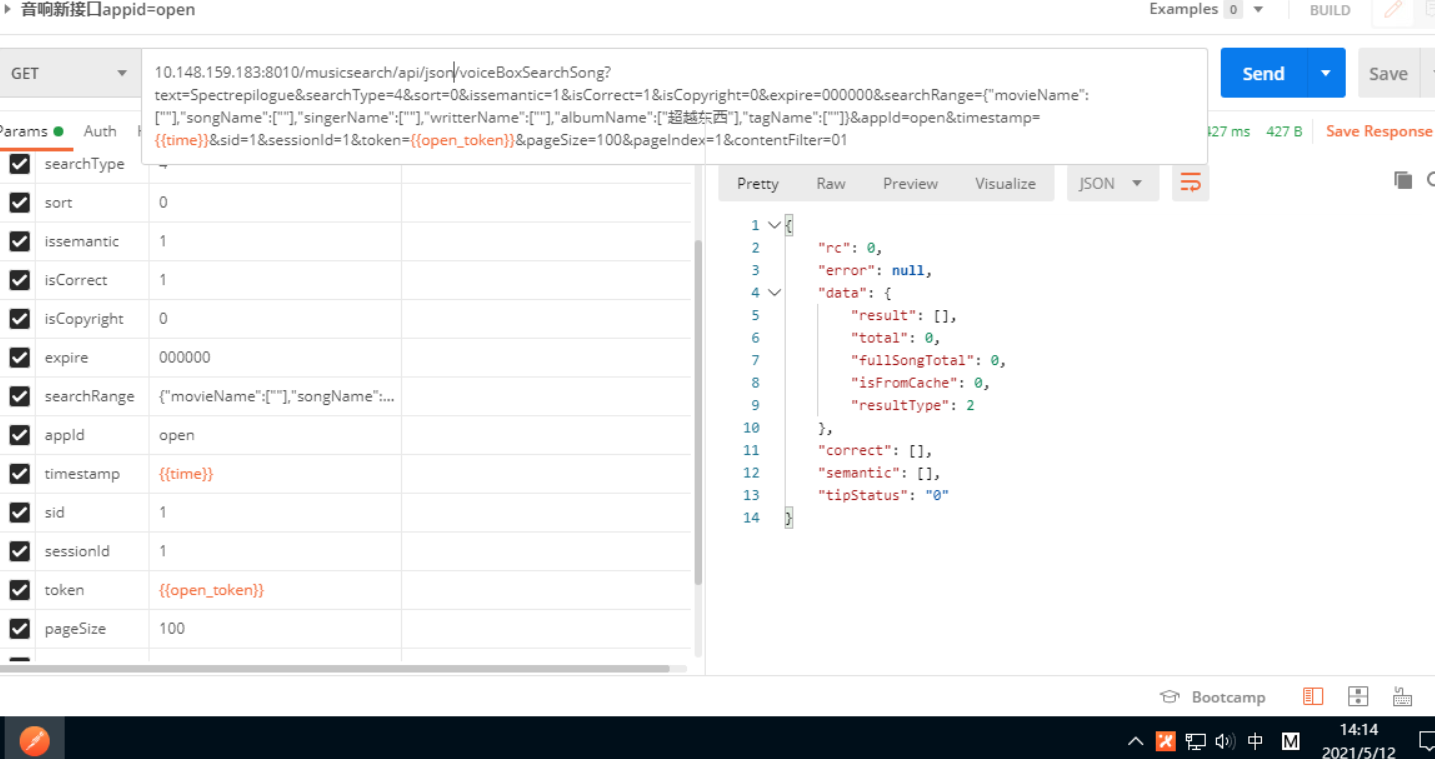 音响新接口appid=open
Examples 0
BUILD
GET
10.148.159.183:8010/musicsearch/api/json/voiceBoxSearchSong?
text=Spectrepilogue&searchType=4&sort=0&issemantic=1&isCorrect=1&isCopyright=0&expire=000000&searchRange={"movieName":
[""],"songName":[""],"singerName":[""],"writterName":[""],"albumName":["超越东西"],"tagName":[""]}&appId=open&timestamp=
{{time}}&sid=1&sessionId=1&token={{open_token}}&pageSize=100&pageIndex=1&contentFilter=01
Send
Save
Params
Auth
427 ms
427 B
Save Response
searchType
sort 0
issemantic 1
isCorrect 1
isCopyright 0
expire 000000
searchRange {"movieName":[""],"songName":...
appId open
timestamp {{time}}
sid 1
sessionId 1
token {{open_token}}
pageSize 100
Pretty
Raw
Preview
Visualize
JSON
1 {
2 "rc": 0,
3 "error": null,
4 "data": {
5 "result": [],
6 "total": 0,
7 "fullSongTotal": 0,
8 "isFromCache": 0,
9 "resultType": 2
10 },
11 "correct": [],
12 "semantic": [],
13 "tipStatus": "0"
14 }
Bootcamp
中
M
14:14
2021/5/12